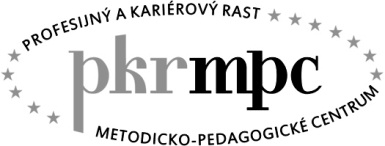 PROFESIJNÝ A KARIÉROVÝ RAST
pkrmpc
METODICKO-PEDAGOGICKÉ CENTRUM